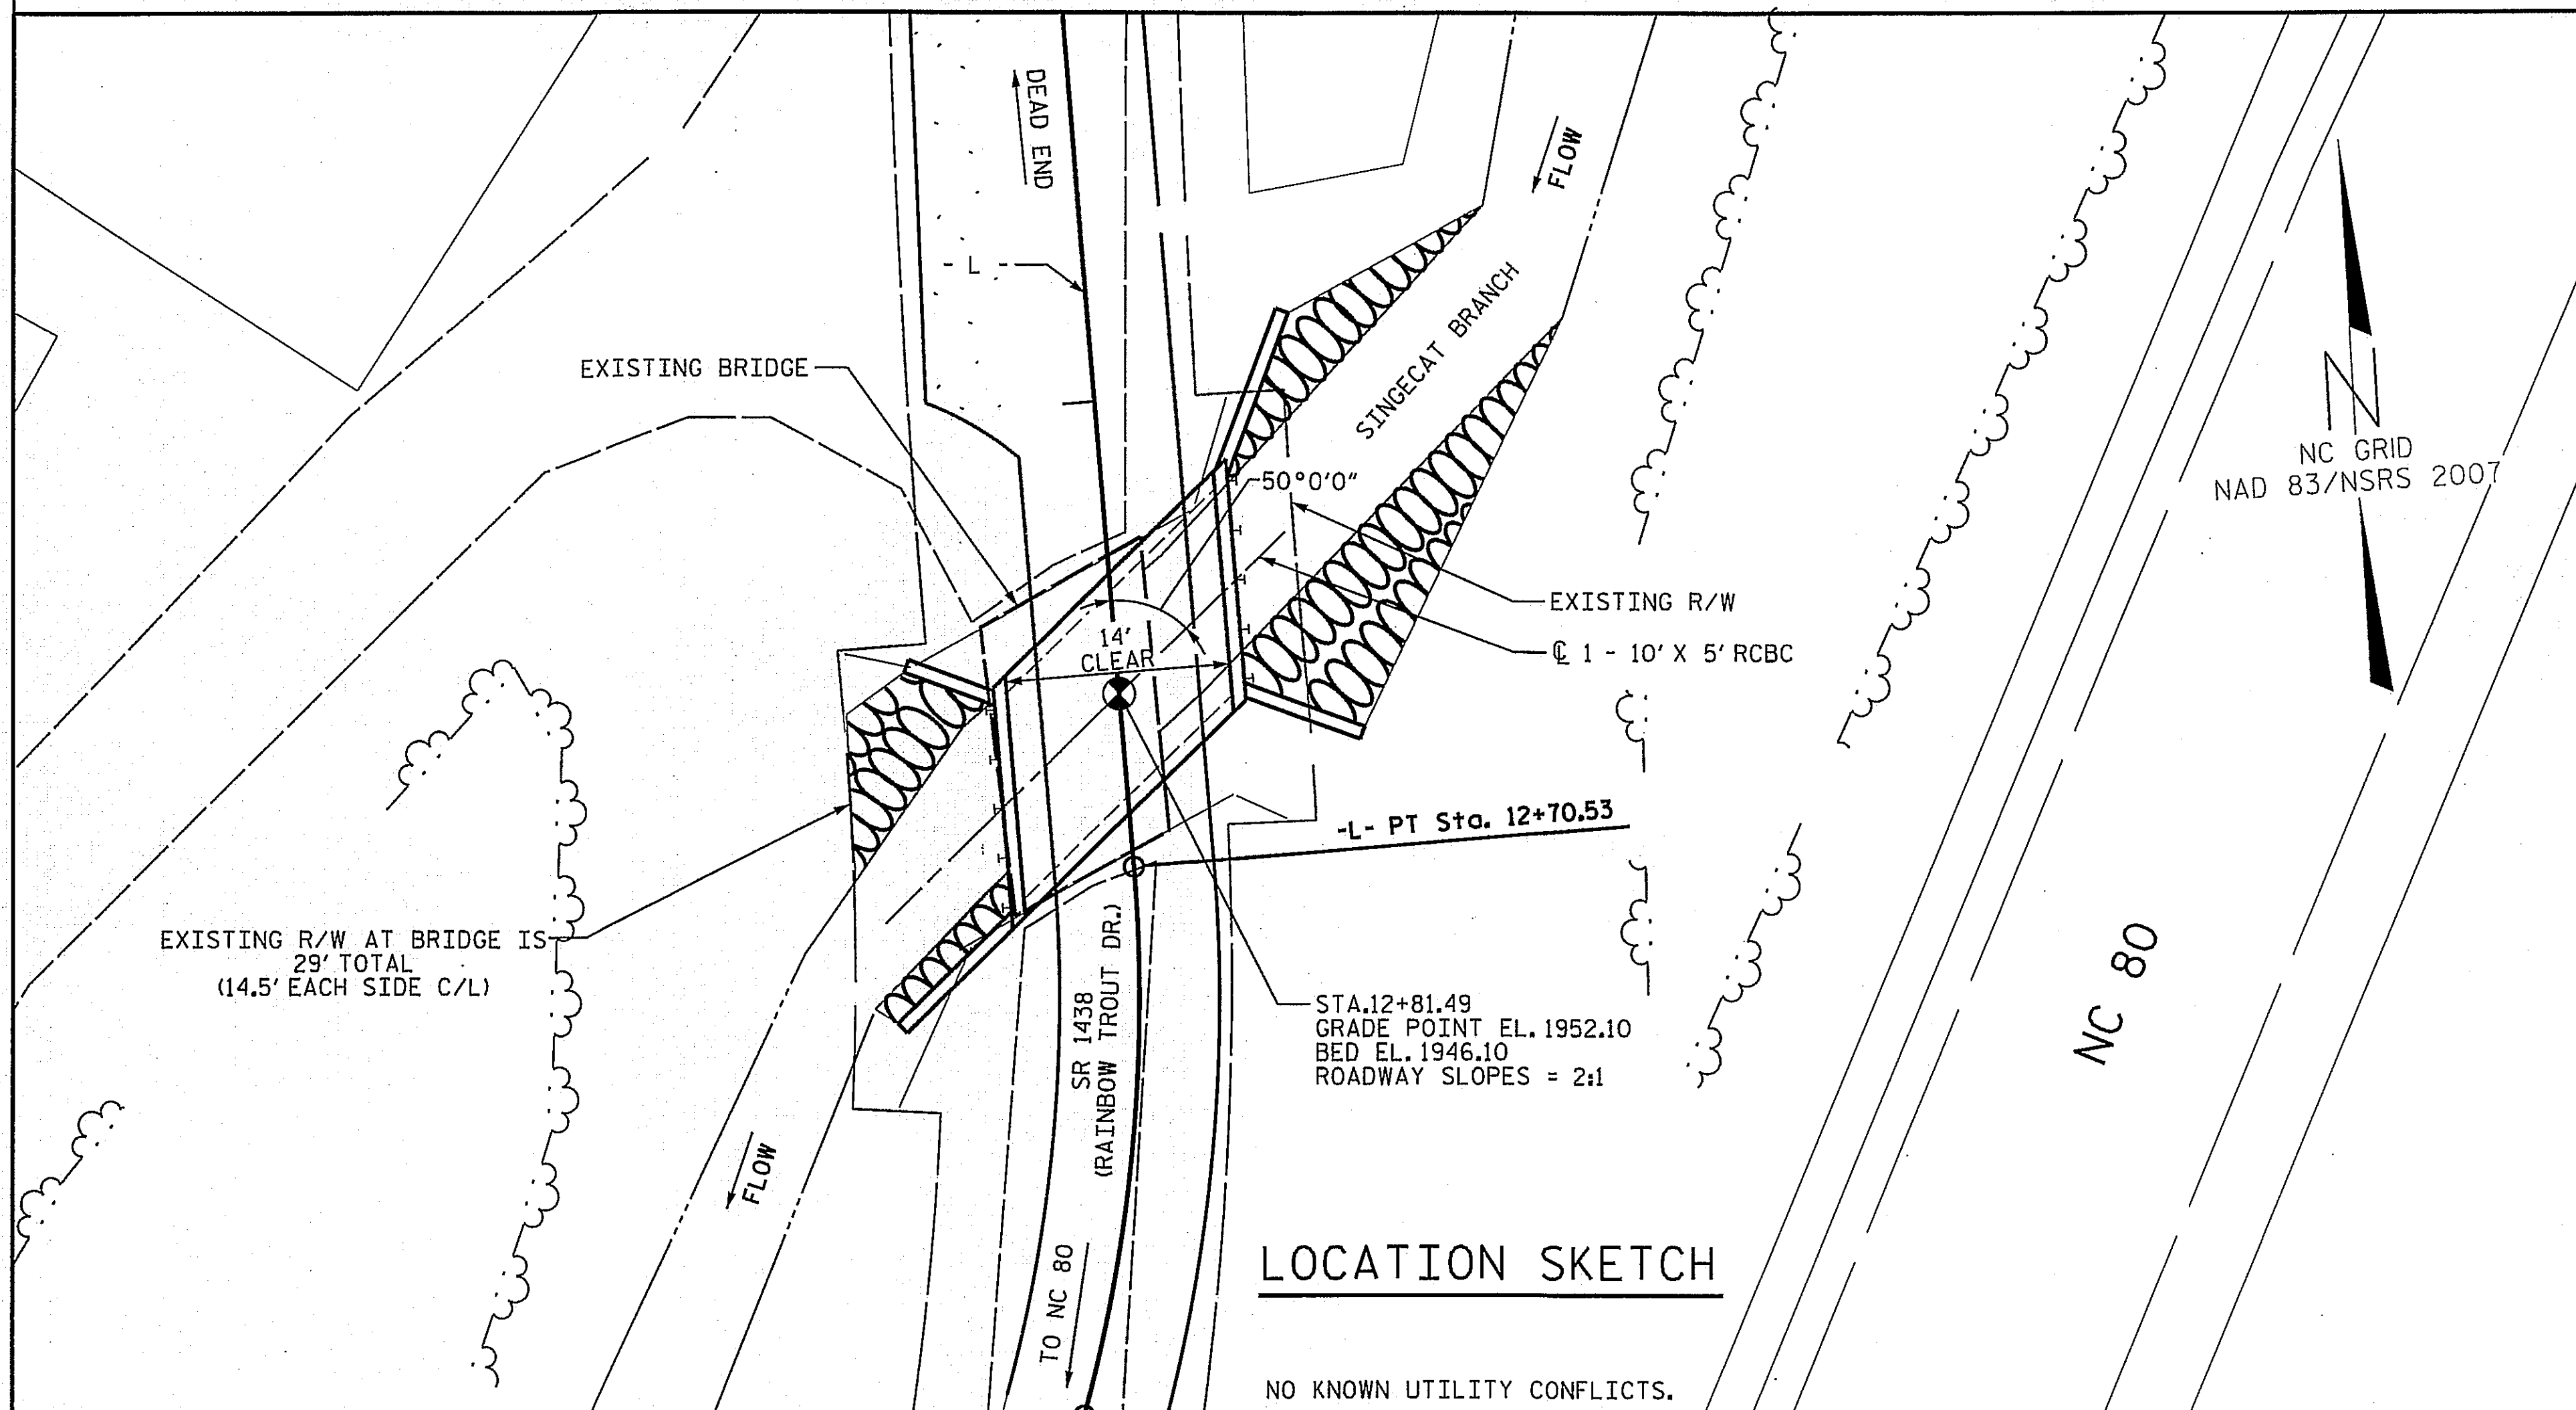 DEAD END
FLOW
- L -
SINGECAT BRANCH
EXISTING BRIDGE
50°0'0"
N
NC GRID
NAD 83/NSRS 2007
EXISTING R/W
14'
CLEAR
℄ 1 - 10' X 5' RCBC
-L- PT Sta. 12+70.53
EXISTING R/W AT BRIDGE IS
29' TOTAL
(14.5' EACH SIDE C/L)
SR 1438
(RAINBOW TROUT DR.)
STA.12+81.49
GRADE POINT EL. 1952.10
BED EL. 1946.10
ROADWAY SLOPES = 2:1
NC 80
FLOW
TO NC 80
LOCATION SKETCH
NO KNOWN UTILITY CONFLICTS.